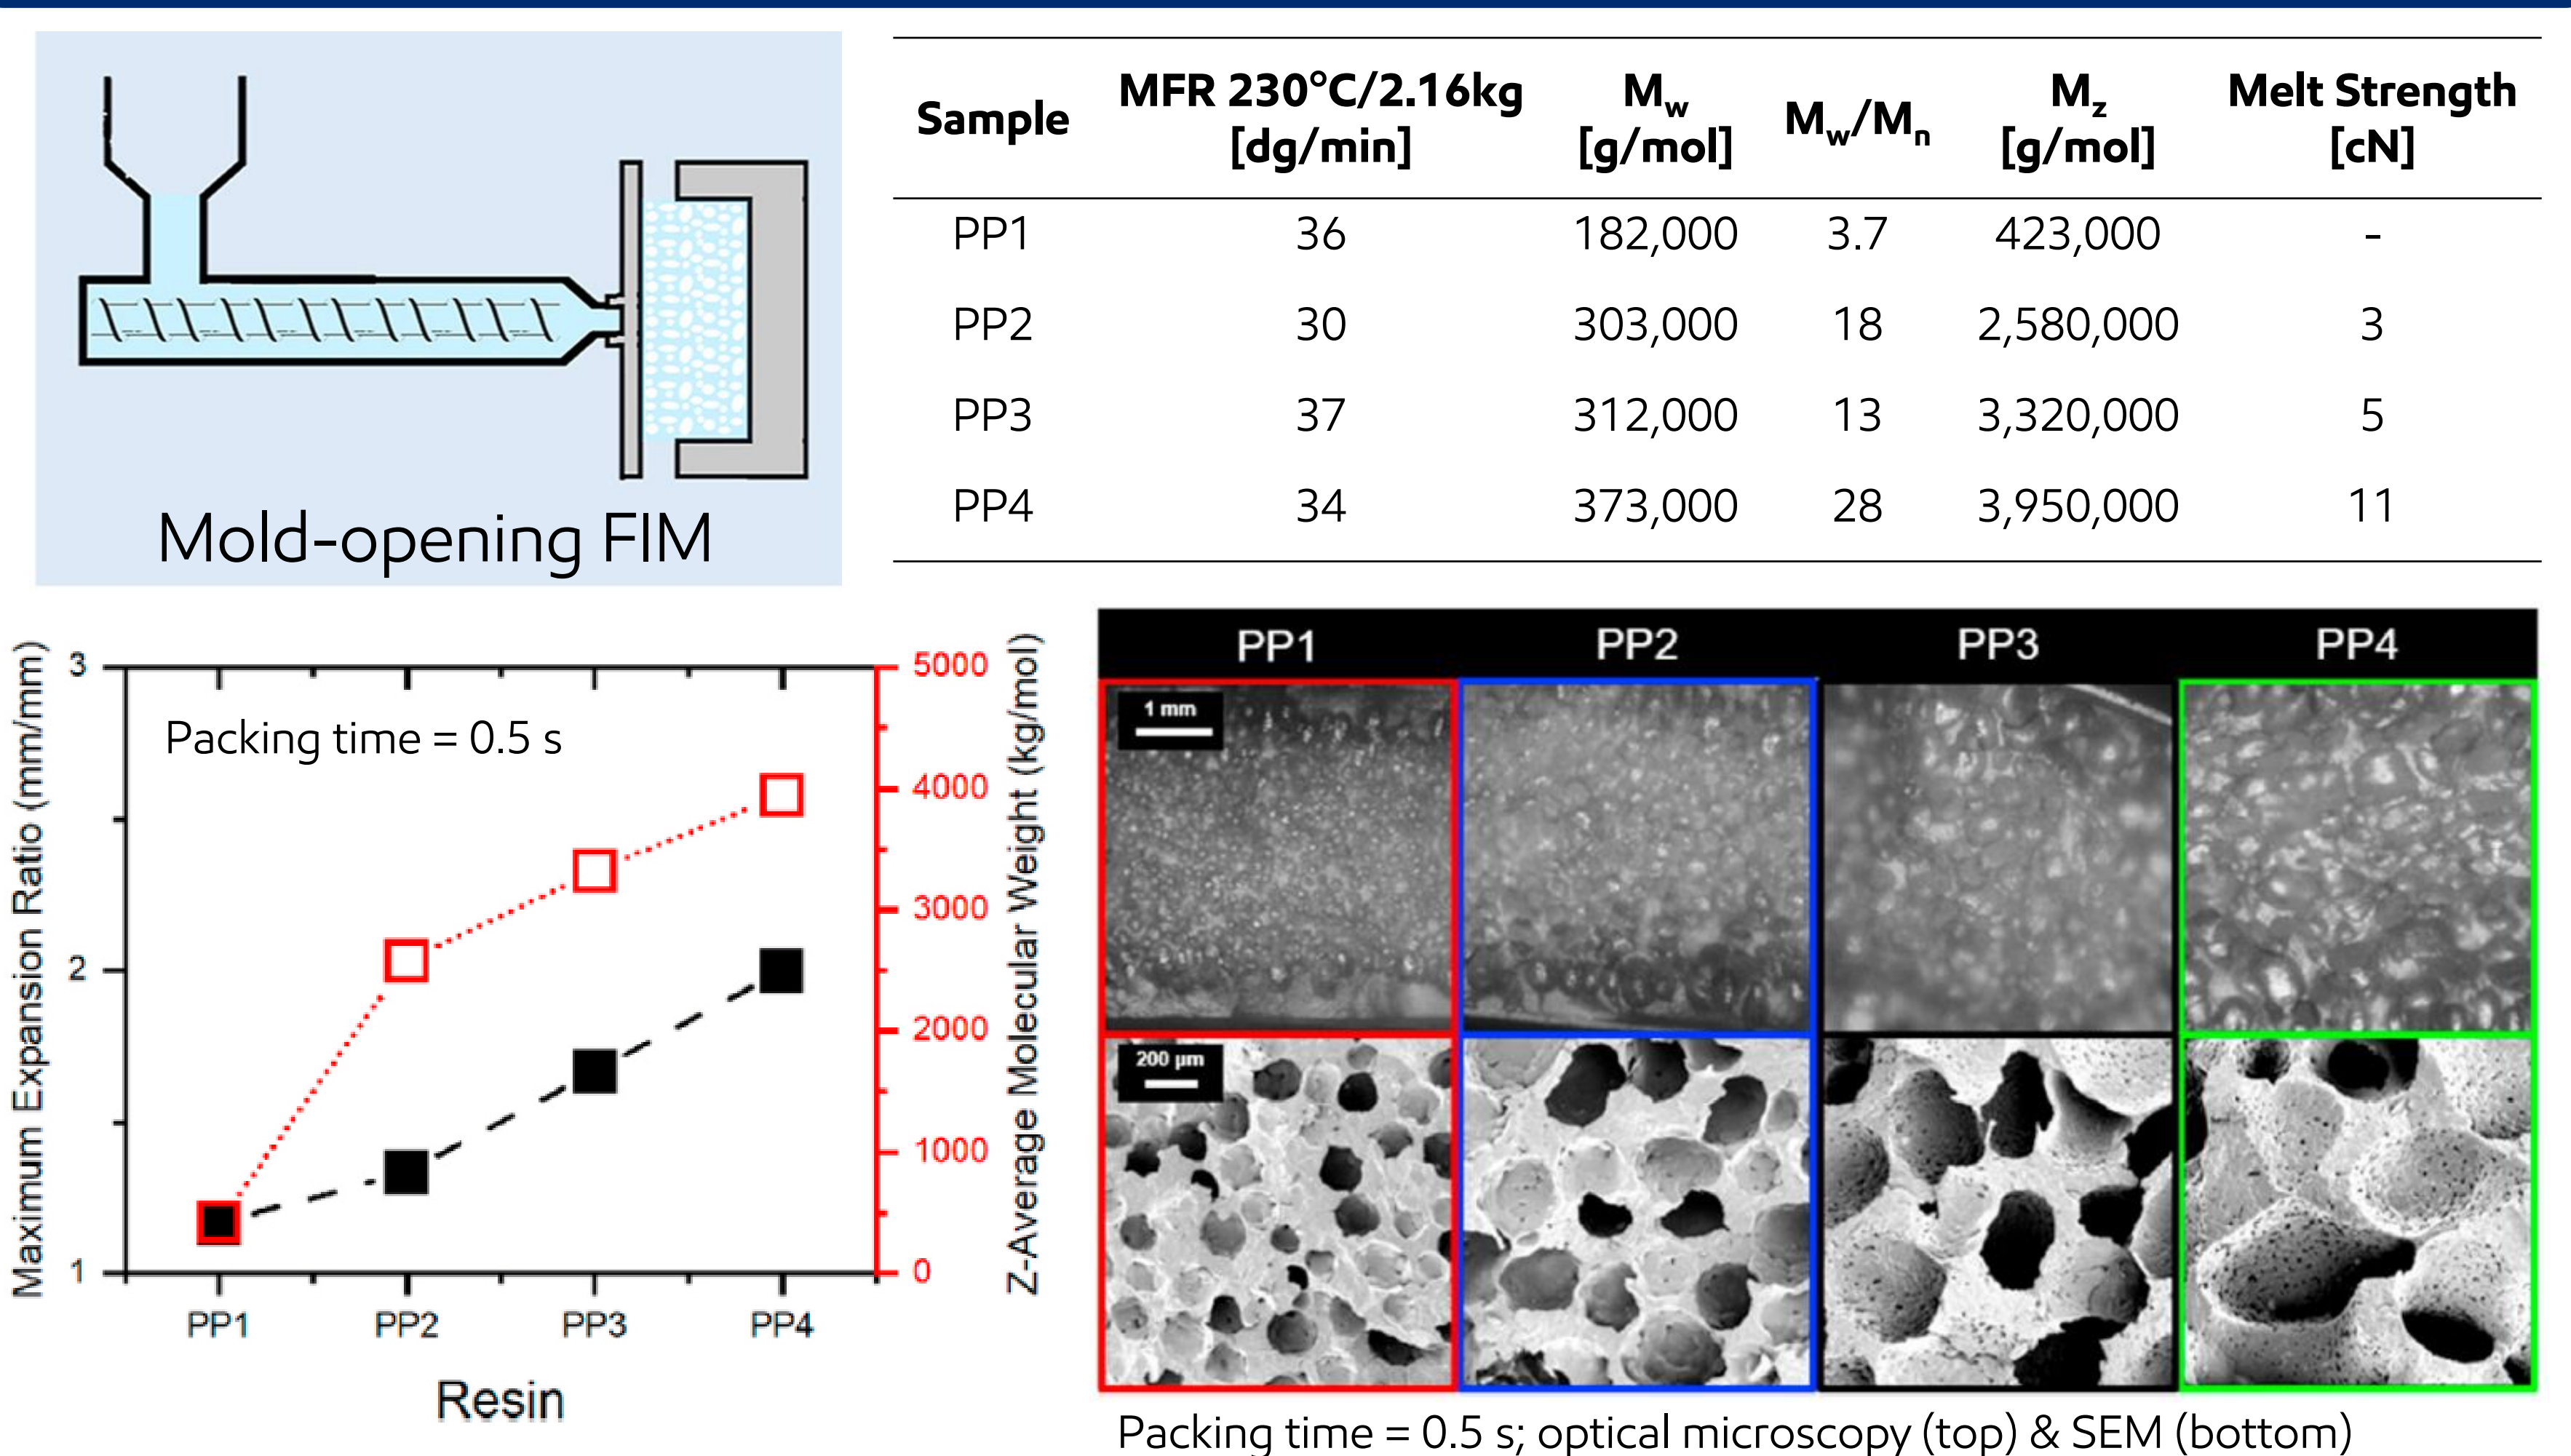 Mold-opening FIM
Sample MFR 230°C/2.16kg [dg/min] Mw [g/mol] Mw/Mn Mz [g/mol] Melt Strength [cN]
PP1 36 182,000 3.7 423,000 -
PP2 30 303,000 18 2,580,000 3
PP3 37 312,000 13 3,320,000 5
PP4 34 373,000 28 3,950,000 11
Maximum Expansion Ratio (mm/mm)
3
2
1
Packing time = 0.5 s
5000
4000
3000
2000
1000
0
Z-Average Molecular Weight (kg/mol)
PP1 PP2 PP3 PP4
Resin
PP1 PP2 PP3 PP4
1 mm
200 µm
Packing time = 0.5 s; optical microscopy (top) & SEM (bottom)